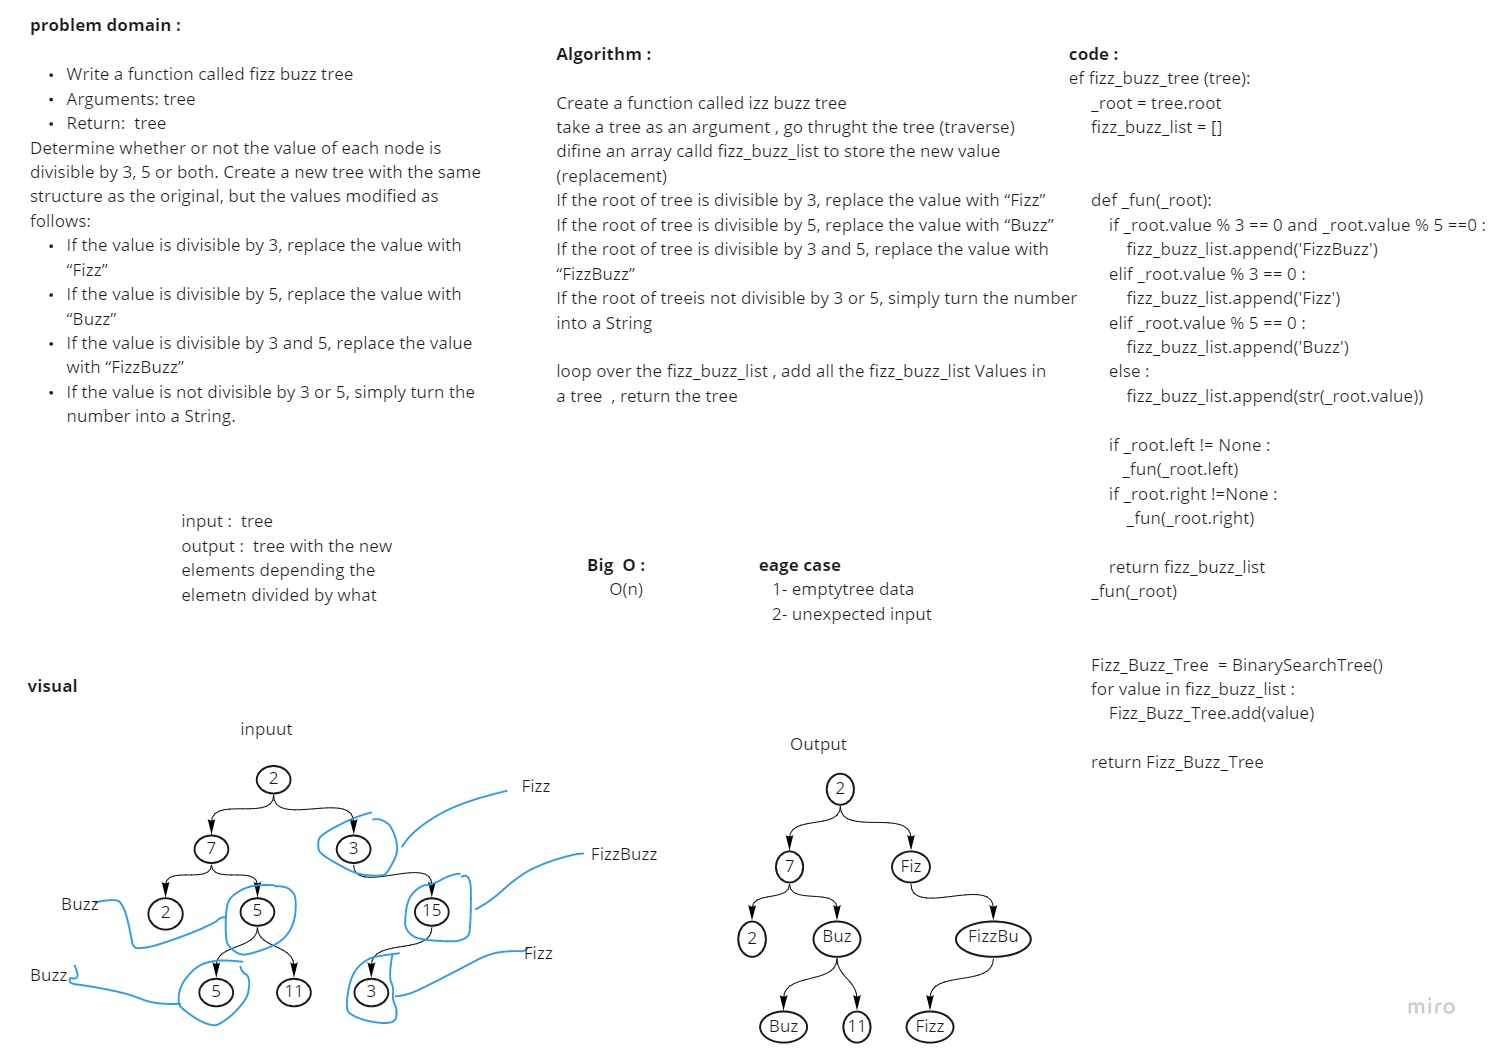 problem domain :
• Write a function called fizz buzz tree
• Arguments: tree
• Return:  tree
Determine whether or not the value of each node is
divisible by 3, 5 or both. Create a new tree with the same
structure as the original, but the values modified as
follows:
• If the value is divisible by 3, replace the value with
“Fizz”
• If the value is divisible by 5, replace the value with
“Buzz”
• If the value is divisible by 3 and 5, replace the value
with “FizzBuzz”
• If the value is not divisible by 3 or 5, simply turn the
number into a String.
input :  tree
output :  tree with the new
elements depending the
elemetn divided by what
Algorithm :
Create a function called izz buzz tree
take a tree as an argument , go thrught the tree (traverse)
difine an array calld  fizz_buzz_list to store the new value
(replacement)
If the root of tree is divisible by 3, replace the value with “Fizz”
If the root of tree is divisible by 5, replace the value with “Buzz”
If the root of tree is divisible by 3 and 5, replace the value with
“FizzBuzz”
If the root of treeis not divisible by 3 or 5, simply turn the number
into a String
loop over the fizz_buzz_list , add all the fizz_buzz_list Values in
a tree  , return the tree
Big  O :
O(n)
eage case
1- emptytree data
2- unexpected input
code :
ef fizz_buzz_tree (tree):
_root = tree.root
fizz_buzz_list = []
def _fun(_root):
if _root.value % 3 == 0 and _root.value % 5 ==0 :
fizz_buzz_list.append('FizzBuzz')
elif _root.value % 3 == 0 :
fizz_buzz_list.append('Fizz')
elif _root.value % 5 == 0 :
fizz_buzz_list.append('Buzz')
else :
fizz_buzz_list.append(str(_root.value))
if _root.left != None :
_fun(_root.left)
if _root.right !=None :
_fun(_root.right)
return fizz_buzz_list
_fun(_root)
Fizz_Buzz_Tree  = BinarySearchTree()
for value in fizz_buzz_list :
Fizz_Buzz_Tree.add(value)
return Fizz_Buzz_Tree
visual
inpuut
2
Fizz
7
3
FizzBuzz
Buzz
2
5
15
Fizz
Buzz
5
11
3
Output
2
7
Fiz
2
Buz
FizzBu
Buz
11
Fizz
miro